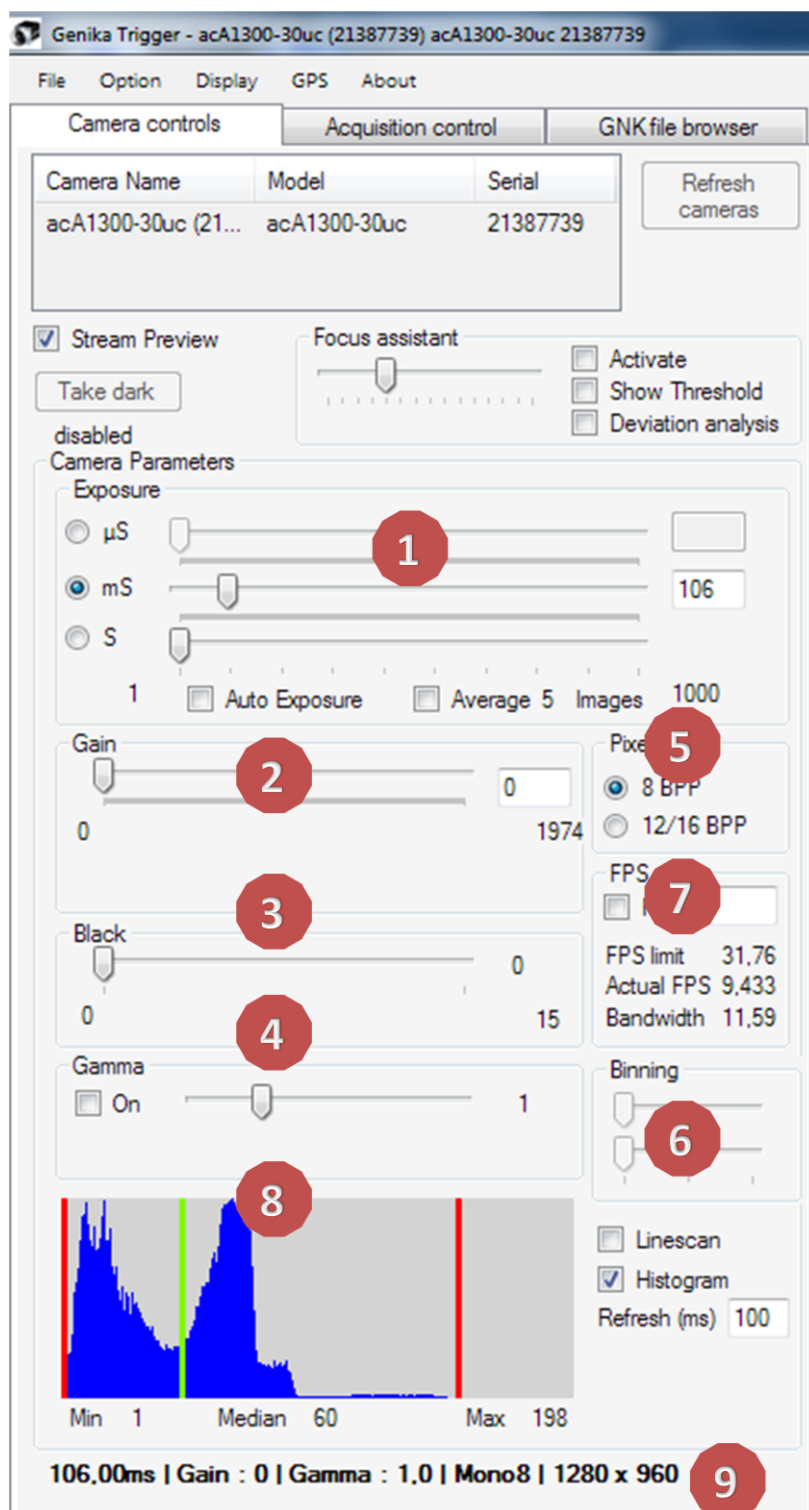 Genika Trigger - acA1300-30uc (21387739) acA1300-30uc 21387739
File Option Display GPS About
Camera controls Acquisition control GNK file browser
Camera Name Model Serial
acA1300-30uc (21... acA1300-30uc 21387739
Refresh
cameras
Stream Preview
Take dark
disabled
Focus assistant
Activate
Show Threshold
Deviation analysis
Camera Parameters
Exposure
µS
1
mS 106
S
1 Auto Exposure Average 5 Images 1000
Gain
2
0
0 1974
Pixe
5
8 BPP
12/16 BPP
3
Black
0
0 15
FPS
7
FPS limit 31,76
Actual FPS 9,433
Bandwidth 11,59
4
Gamma
On 1
Binning
6
8
Min 1 Median 60 Max 198
Linescan
Histogram
Refresh (ms) 100
106,00ms | Gain : 0 | Gamma : 1,0 | Mono8 | 1280 x 960
9